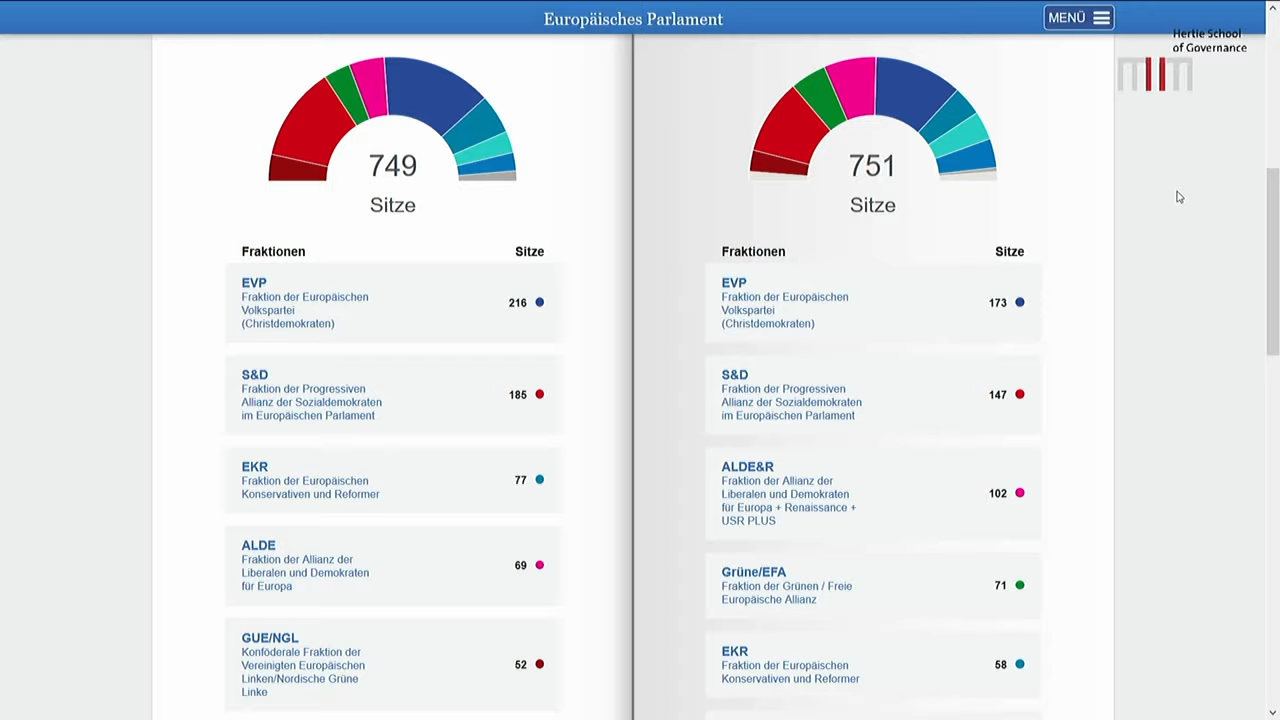 Europäisches Parlament
MENÜ
Hertie School
of Governance
749
Sitze
Fraktionen Sitze
EVP
Fraktion der Europäischen
Volkspartei
(Christdemokraten)
216
S&D
Fraktion der Progressiven
Allianz der Sozialdemokraten
im Europäischen Parlament
185
EKR
Fraktion der Europäischen
Konservativen und Reformer
77
ALDE
Fraktion der Allianz der
Liberalen und Demokraten
für Europa
69
GUE/NGL
Konföderale Fraktion der
Vereinigten Europäischen
Linken/Nordische Grüne
Linke
52
751
Sitze
Fraktionen Sitze
EVP
Fraktion der Europäischen
Volkspartei
(Christdemokraten)
173
S&D
Fraktion der Progressiven
Allianz der Sozialdemokraten
im Europäischen Parlament
147
ALDE&R
Fraktion der Allianz der
Liberalen und Demokraten
für Europa + Renaissance +
USR PLUS
102
Grüne/EFA
Fraktion der Grünen / Freie
Europäische Allianz
71
EKR
Fraktion der Europäischen
Konservativen und Reformer
58